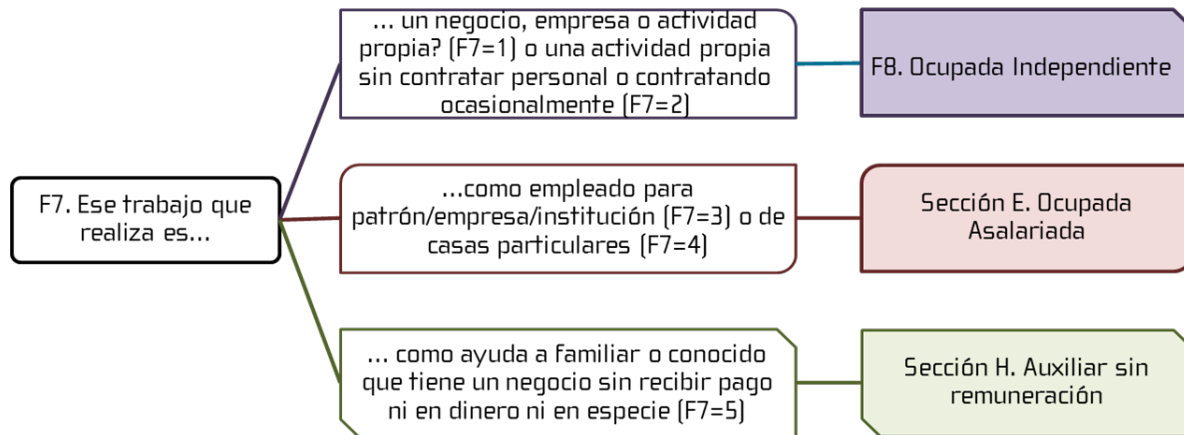 F7. Ese trabajo que
realiza es...
... un negocio, empresa o actividad
propia? (F7=1) o una actividad propia
sin contratar personal o contratando
ocasionalmente (F7=2)
F8. Ocupada Independiente
...como empleado para
patrón/empresa/institución (F7=3) o de
casas particulares (F7=4)
Sección E. Ocupada
Asalariada
... como ayuda a familiar o conocido
que tiene un negocio sin recibir pago
ni en dinero ni en especie (F7=5)
Sección H. Auxiliar sin
remuneración